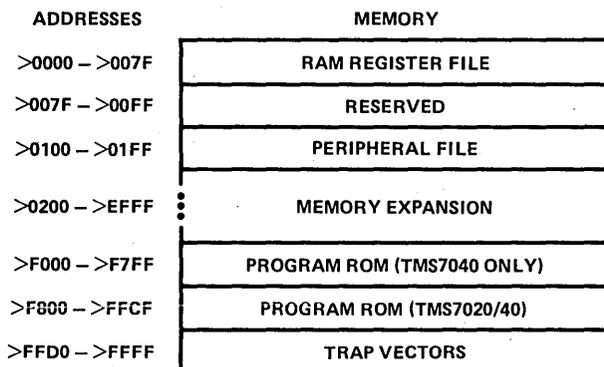 ADDRESSES MEMORY
>0000 – >007F RAM REGISTER FILE
>007F – >00FF RESERVED
>0100 – >01FF PERIPHERAL FILE
>0200 – >EFFF MEMORY EXPANSION
>F000 – >F7FF PROGRAM ROM (TMS7040 ONLY)
>F800 – >FFCF PROGRAM ROM (TMS7020/40)
>FFD0 – >FFFF TRAP VECTORS